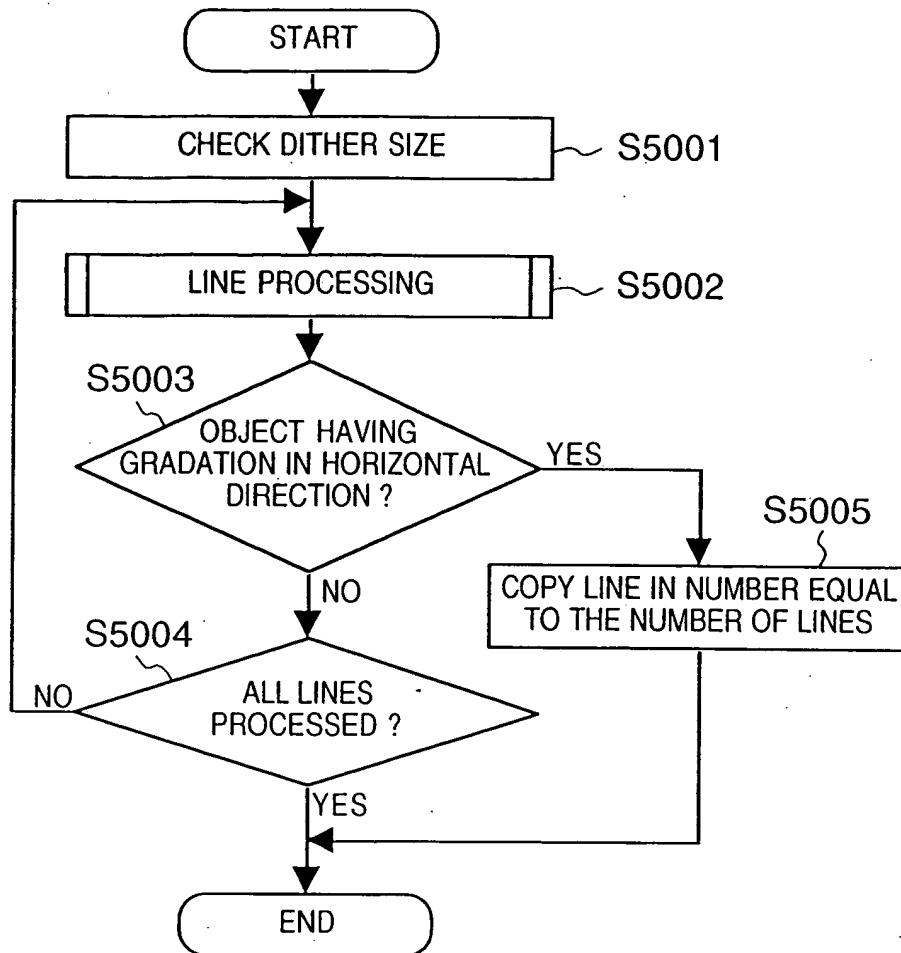 START
CHECK DITHER SIZE
S5001
LINE PROCESSING
S5002
S5003
OBJECT HAVING
GRADATION IN HORIZONTAL
DIRECTION ?
YES
NO
S5005
COPY LINE IN NUMBER EQUAL
TO THE NUMBER OF LINES
S5004
ALL LINES
PROCESSED ?
NO
YES
END